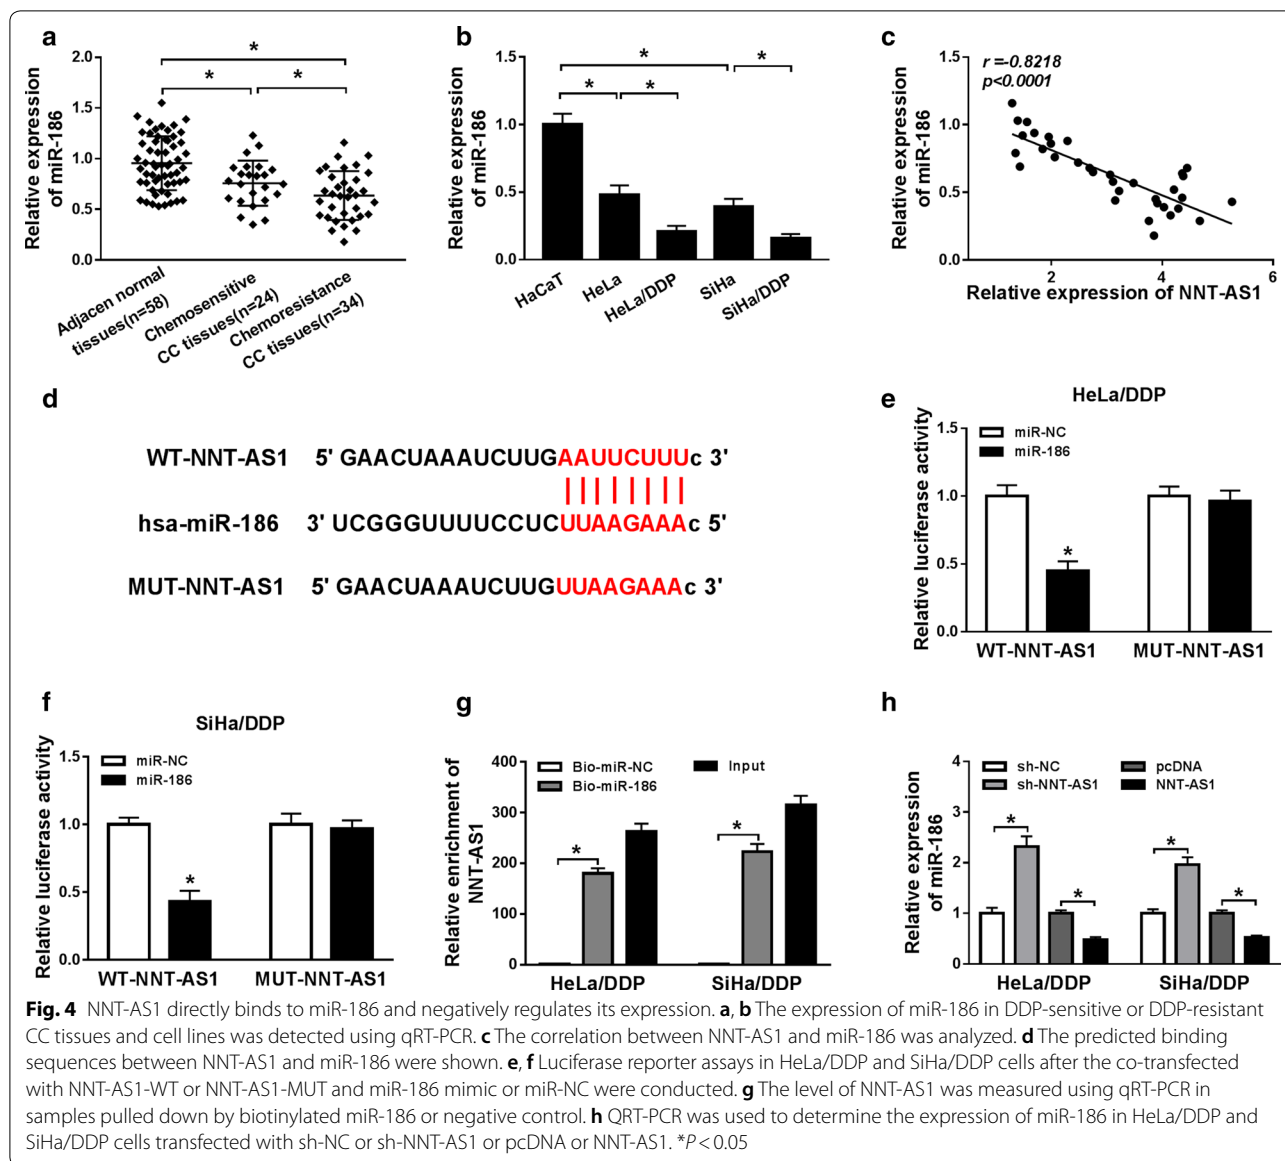 a
Relative expression
of miR-186
2.0
1.5
1.0
0.5
0.0
*
*
*
Adjacen normal
tissues(n=58)
Chemosensitive
CC tissues(n=24)
Chemoresistance
CC tissues(n=34)
b
Relative expression
of miR-186
1.5
1.0
0.5
0.0
*
*
*
*
HaCaT
HeLa
HeLa/DDP
SiHa
SiHa/DDP
c
Relative expression
of miR-186
1.5
1.0
0.5
0.0
r =-0.8218
p<0.0001
2
4
6
Relative expression of NNT-AS1
d
WT-NNT-AS1 5' GAACUAAAUCUUGAAUUCUUUc 3'
hsa-miR-186 3' UCGGGUUUUCCUCUUAAGAAAc 5'
MUT-NNT-AS1 5' GAACUAAAUCUUGUUAAGAAAc 3'
e
HeLa/DDP
Relative luciferase activity
1.5
1.0
0.5
0.0
miR-NC
miR-186
*
WT-NNT-AS1
MUT-NNT-AS1
f
SiHa/DDP
Relative luciferase activity
1.5
1.0
0.5
0.0
miR-NC
miR-186
*
WT-NNT-AS1
MUT-NNT-AS1
g
Relative enrichment of
NNT-AS1
400
300
200
100
0
Bio-miR-NC
Bio-miR-186
Input
*
*
HeLa/DDP
SiHa/DDP
h
Relative expression
of miR-186
4
3
2
1
0
sh-NC
sh-NNT-AS1
pcDNA
NNT-AS1
*
*
*
*
HeLa/DDP
SiHa/DDP
Fig. 4 NNT-AS1 directly binds to miR-186 and negatively regulates its expression. a, b The expression of miR-186 in DDP-sensitive or DDP-resistant
CC tissues and cell lines was detected using qRT-PCR. c The correlation between NNT-AS1 and miR-186 was analyzed. d The predicted binding
sequences between NNT-AS1 and miR-186 were shown. e, f Luciferase reporter assays in HeLa/DDP and SiHa/DDP cells after the co-transfected
with NNT-AS1-WT or NNT-AS1-MUT and miR-186 mimic or miR-NC were conducted. g The level of NNT-AS1 was measured using qRT-PCR in
samples pulled down by biotinylated miR-186 or negative control. h QRT-PCR was used to determine the expression of miR-186 in HeLa/DDP and
SiHa/DDP cells transfected with sh-NC or sh-NNT-AS1 or pcDNA or NNT-AS1. *P < 0.05